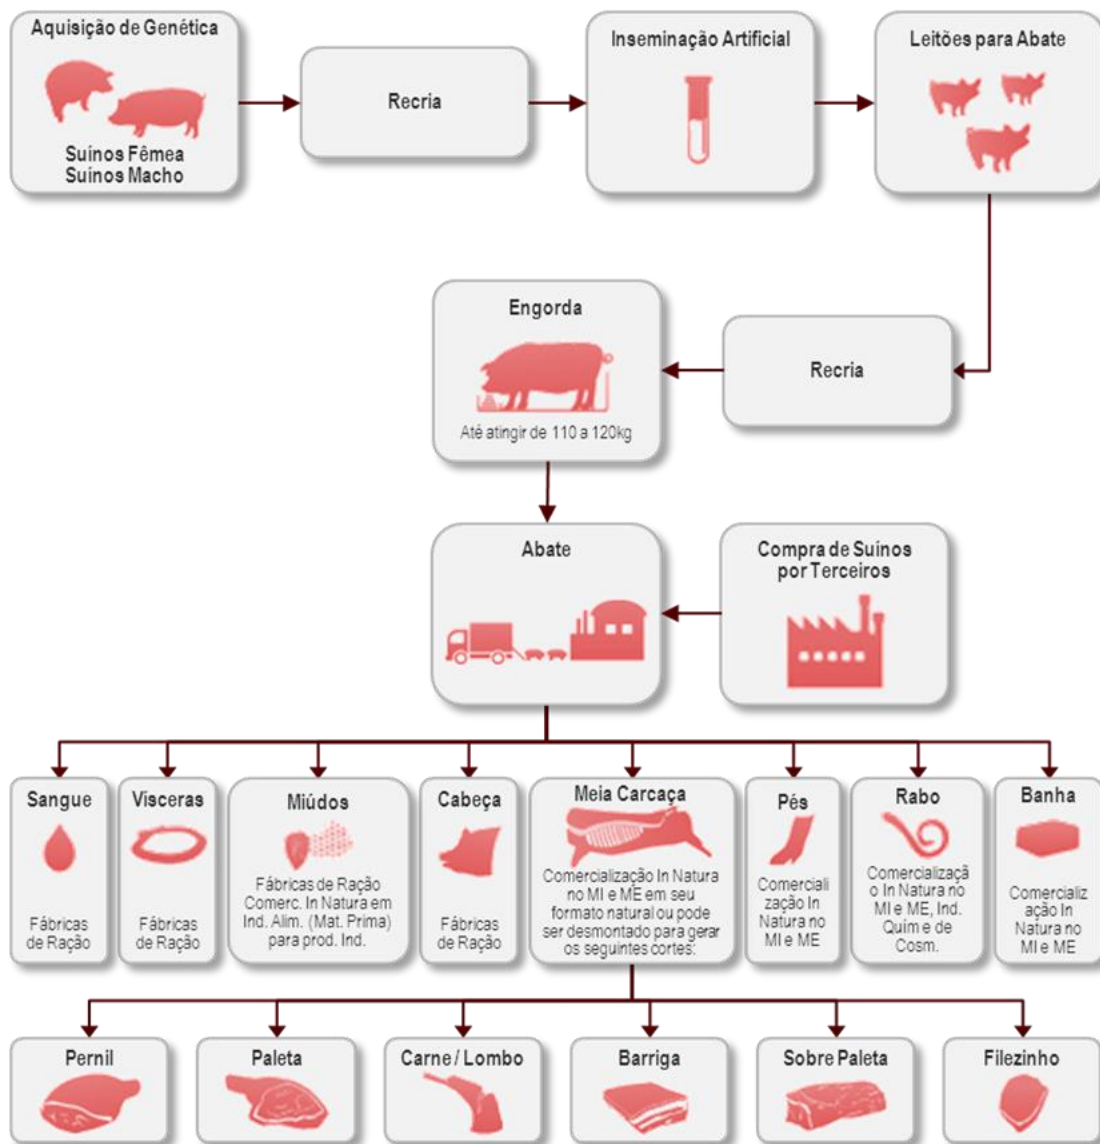 Aquisição de Genética
Suínos Fêmea
Suínos Macho
Recria
Inseminação Artificial
Leitões para Abate
Engorda
Até atingir de 110 a 120kg
Recria
Abate
Compra de Suínos
por Terceiros
Sangue
Fábricas
de Ração
Vísceras
Fábricas
de Ração
Miúdos
Fábricas de Ração
Comerc. In Natura em
Ind. Alim. (Mat. Prima)
para prod. Ind.
Cabeça
Fábricas
de Ração
Meia Carcaça
Comercialização In Natura
no MI e ME em seu
formato natural ou pode
ser desmontado para gerar
os seguintes cortes:
Pés
Comerciali
zação In
Natura no
MI e ME
Rabo
Comercializaçã
o In Natura no
MI e ME, Ind.
Quím e de
Cosm.
Banha
Comercializ
ação In
Natura no
MI e ME
Pernil
Paleta
Carne / Lombo
Barriga
Sobre Paleta
Filezinho